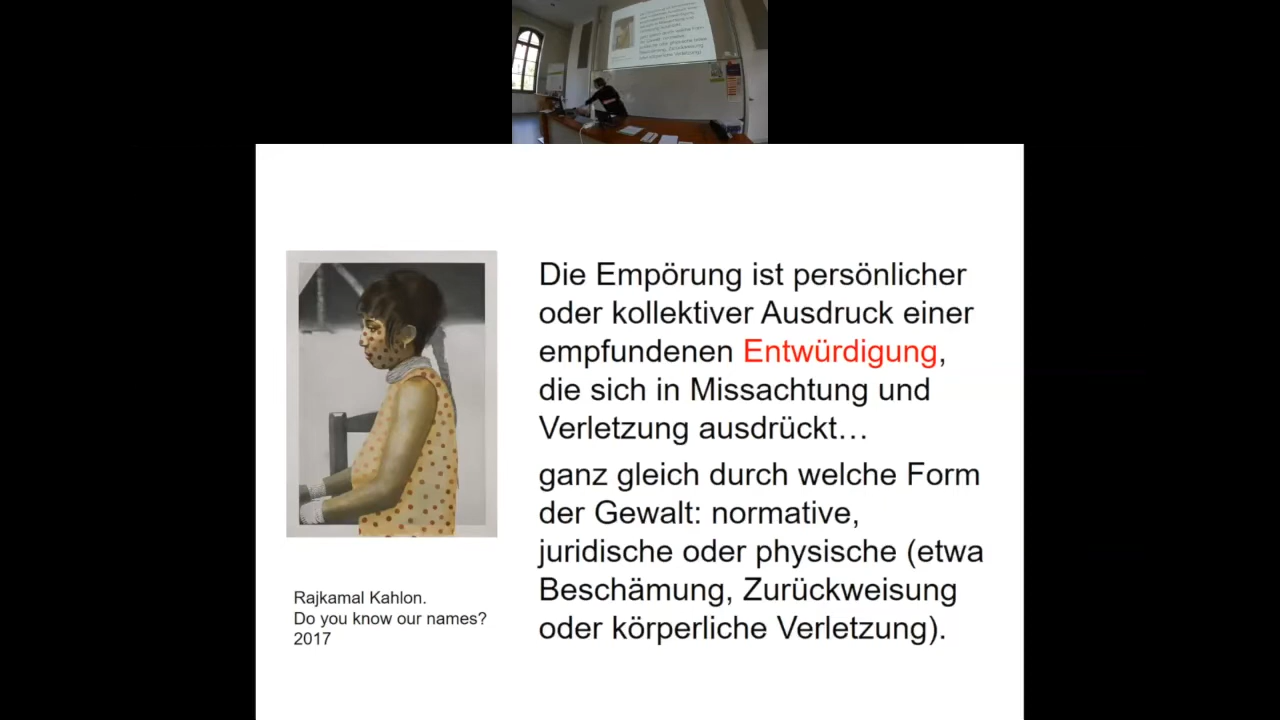 Die Empörung ist persönlicher
oder kollektiver Ausdruck einer
empfundenen Entwürdigung,
die sich in Missachtung und
Verletzung ausdrückt…
ganz gleich durch welche Form
der Gewalt: normative,
juridische oder physische (etwa
Beschämung, Zurückweisung
oder körperliche Verletzung).
Rajkamal Kahlon.
Do you know our names?
2017